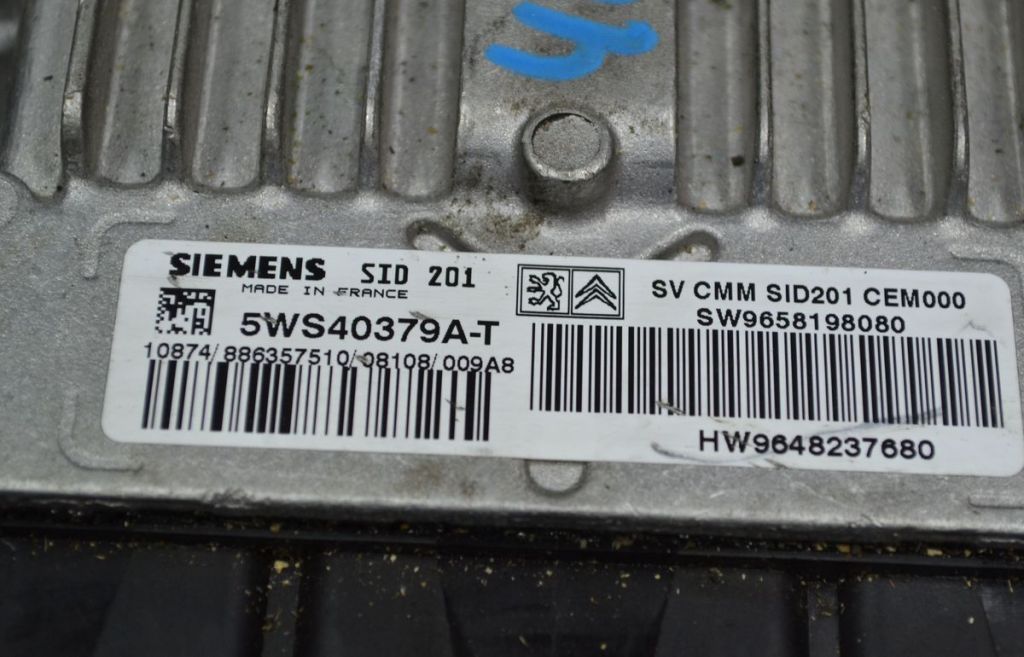 SIEMENS SID 201
MADE IN FRANCE
5WS40379A-T
10874/886357510/08108/009A8
SV CMM SID201 CEM000
SW9658198080
HW9648237680